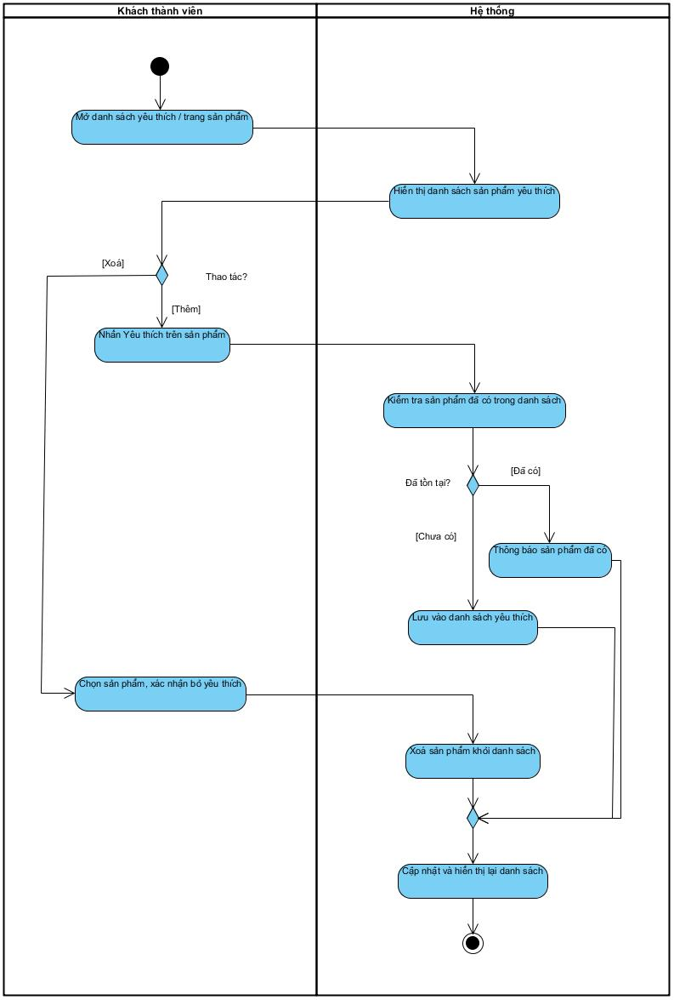 Khách thành viên
Hệ thống
Mở danh sách yêu thích / trang sản phẩm
Hiển thị danh sách sản phẩm yêu thích
[Xoá]
Thao tác?
[Thêm]
Nhấn Yêu thích trên sản phẩm
Kiểm tra sản phẩm đã có trong danh sách
[Đã có]
Đã tồn tại?
[Chưa có]
Thông báo sản phẩm đã có
Lưu vào danh sách yêu thích
Chọn sản phẩm, xác nhận bỏ yêu thích
Xoá sản phẩm khỏi danh sách
Cập nhật và hiển thị lại danh sách